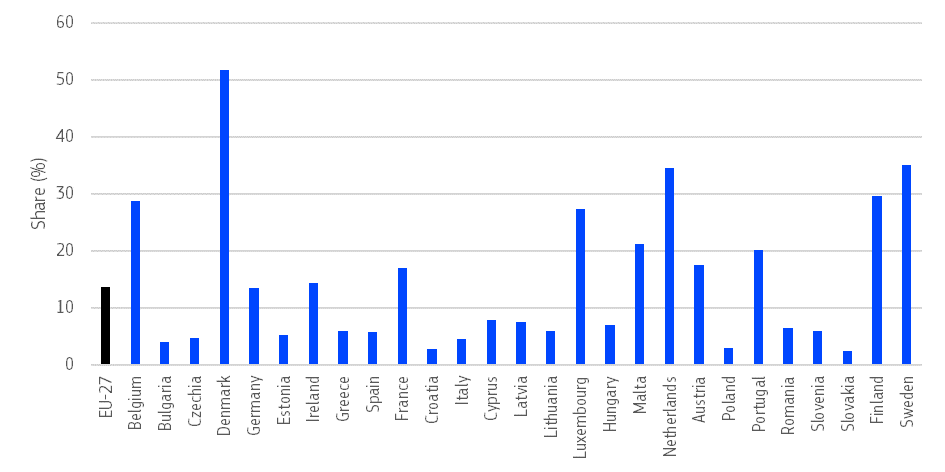 60
50
40
30
20
10
0
Share (%)
EU-27
Belgium
Bulgaria
Czechia
Denmark
Germany
Estonia
Ireland
Greece
Spain
France
Croatia
Italy
Cyprus
Latvia
Lithuania
Luxembourg
Hungary
Malta
Netherlands
Austria
Poland
Portugal
Romania
Slovenia
Slovakia
Finland
Sweden